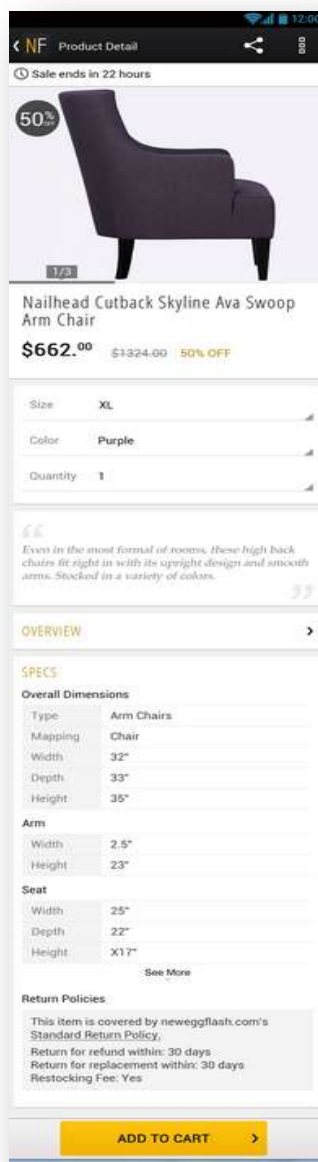 12:00
NF Product Detail
Sale ends in 22 hours
50% OFF
1/3
Nailhead Cutback Skyline Ava Swoop
Arm Chair
$662.00 $1324.00 50% OFF
Size XL
Color Purple
Quantity 1
“
Even in the most formal of rooms, these high back
chairs fit right in with its upright design and smooth
arms. Stocked in a variety of colors.
”
OVERVIEW
SPECS
Overall Dimensions
Type Arm Chairs
Mapping Chair
Width 32"
Depth 33"
Height 35"
Arm
Width 2.5"
Height 23"
Seat
Width 25"
Depth 22"
Height X17"
See More
Return Policies
This item is covered by neweggflash.com's
Standard Return Policy.
Return for refund within: 30 days
Return for replacement within: 30 days
Restocking Fee: Yes
ADD TO CART